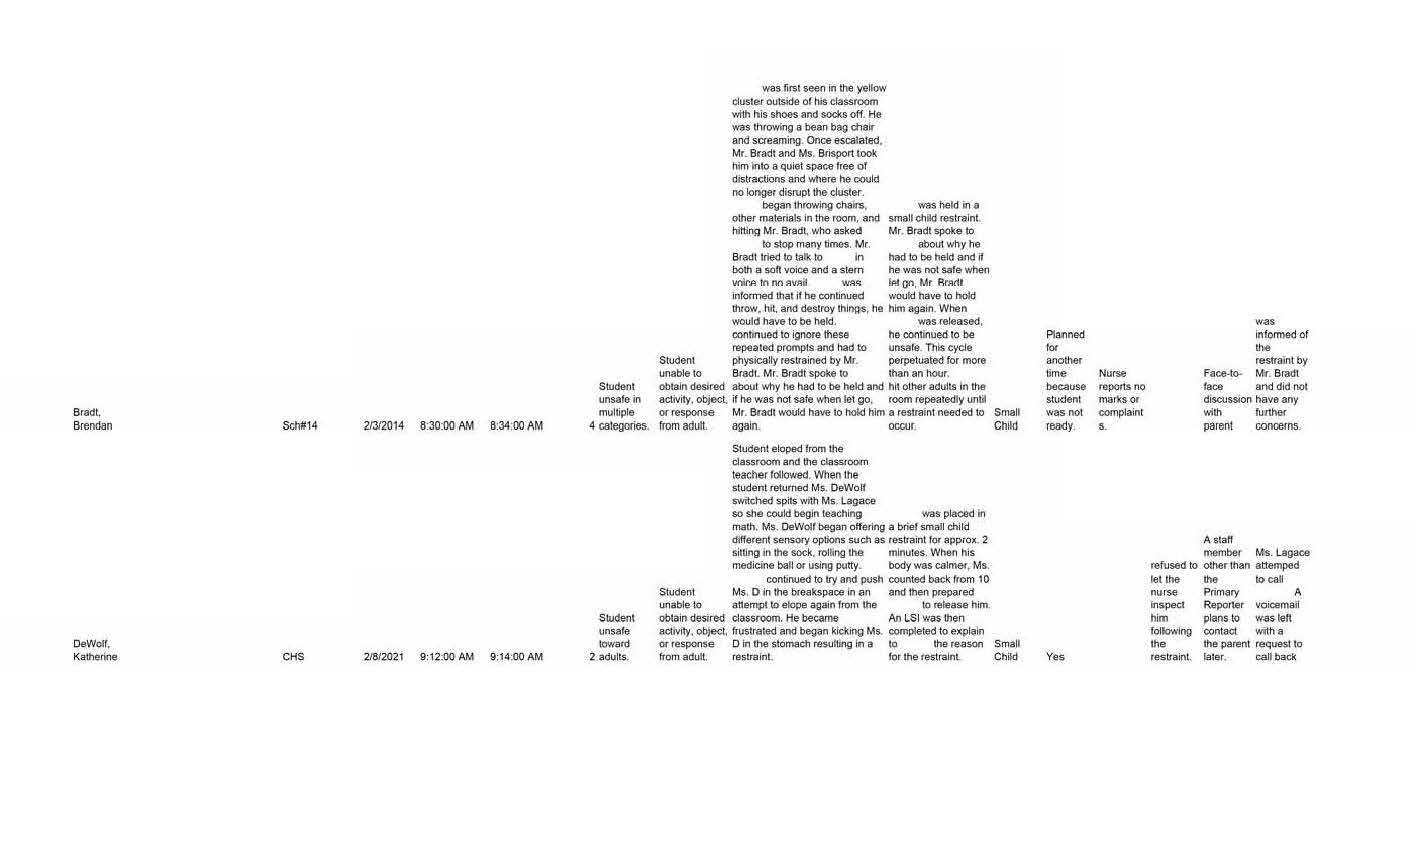 Bradt,
Brendan
Sch#14
2/3/2014
8:30:00 AM
8:34:00 AM
4
Student
unsafe in
multiple
categories.
Student
unable to
obtain desired
activity, object,
or response
from adult.
was first seen in the yellow
cluster outside of his classroom
with his shoes and socks off. He
was throwing a bean bag chair
and screaming. Once escalated,
Mr. Bradt and Ms. Brisport took
him into a quiet space free of
distractions and where he could
no longer disrupt the cluster.
began throwing chairs,
other materials in the room, and
hitting Mr. Bradt, who asked
to stop many times. Mr.
Bradt tried to talk to in
both a soft voice and a stern
voice to no avail. was
informed that if he continued
throw, hit, and destroy things, he
would have to be held.
continued to ignore these
repeated prompts and had to
physically restrained by Mr.
Bradt. Mr. Bradt spoke to
about why he had to be held and
if he was not safe when let go,
Mr. Bradt would have to hold him
again.
was held in a
small child restraint.
Mr. Bradt spoke to
about why he
had to be held and if
he was not safe when
let go, Mr. Bradt
would have to hold
him again. When
was released,
he continued to be
unsafe. This cycle
perpetuated for more
than an hour.
hit other adults in the
room repeatedly until
a restraint needed to
occur.
Small
Child
Planned
for
another
time
because
student
was not
ready.
Nurse
reports no
marks or
complaint
s.
Face-to-
face
discussion
with
parent
was
informed of
the
restraint by
Mr. Bradt
and did not
have any
further
concerns.
DeWolf,
Katherine
CHS
2/8/2021
9:12:00 AM
9:14:00 AM
2
Student
unsafe
toward
adults.
Student
unable to
obtain desired
activity, object,
or response
from adult.
Student eloped from the
classroom and the classroom
teacher followed. When the
student returned Ms. DeWolf
switched spits with Ms. Lagace
so she could begin teaching
math. Ms. DeWolf began offering
different sensory options such as
sitting in the sock, rolling the
medicine ball or using putty.
continued to try and push
Ms. D in the breakspace in an
attempt to elope again from the
classroom. He became
frustrated and began kicking Ms.
D in the stomach resulting in a
restraint.
was placed in
a brief small child
restraint for approx. 2
minutes. When his
body was calmer, Ms.
counted back from 10
and then prepared
to release him.
An LSI was then
completed to explain
to the reason
for the restraint.
Small
Child
Yes
refused to
let the
nurse
inspect
him
following
the
restraint.
A staff
member
other than
the
Primary
Reporter
plans to
contact
the parent
later.
Ms. Lagace
attemped
to call
A
voicemail
was left
with a
request to
call back